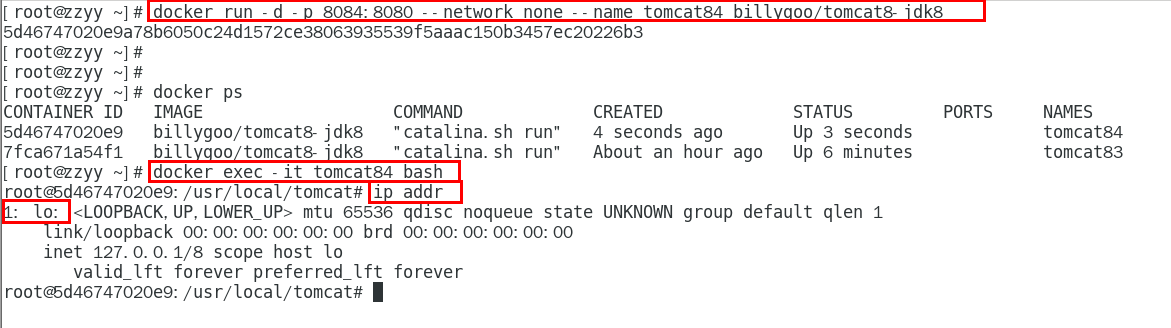 [root@zzyy ~]# docker run -d -p 8084:8080 --network none --name tomcat84 billygoo/tomcat8-jdk8
5d46747020e9a78b6050c24d1572ce38063935539f5aaac150b3457ec20226b3
[root@zzyy ~]#
[root@zzyy ~]#
[root@zzyy ~]# docker ps
CONTAINER ID   IMAGE                   COMMAND             CREATED             STATUS         PORTS     NAMES
5d46747020e9   billygoo/tomcat8-jdk8   "catalina.sh run"   4 seconds ago       Up 3 seconds             tomcat84
7fca671a54f1   billygoo/tomcat8-jdk8   "catalina.sh run"   About an hour ago   Up 6 minutes             tomcat83
[root@zzyy ~]# docker exec -it tomcat84 bash
root@5d46747020e9:/usr/local/tomcat# ip addr
1: lo: <LOOPBACK,UP,LOWER_UP> mtu 65536 qdisc noqueue state UNKNOWN group default qlen 1
    link/loopback 00:00:00:00:00:00 brd 00:00:00:00:00:00
    inet 127.0.0.1/8 scope host lo
       valid_lft forever preferred_lft forever
root@5d46747020e9:/usr/local/tomcat#